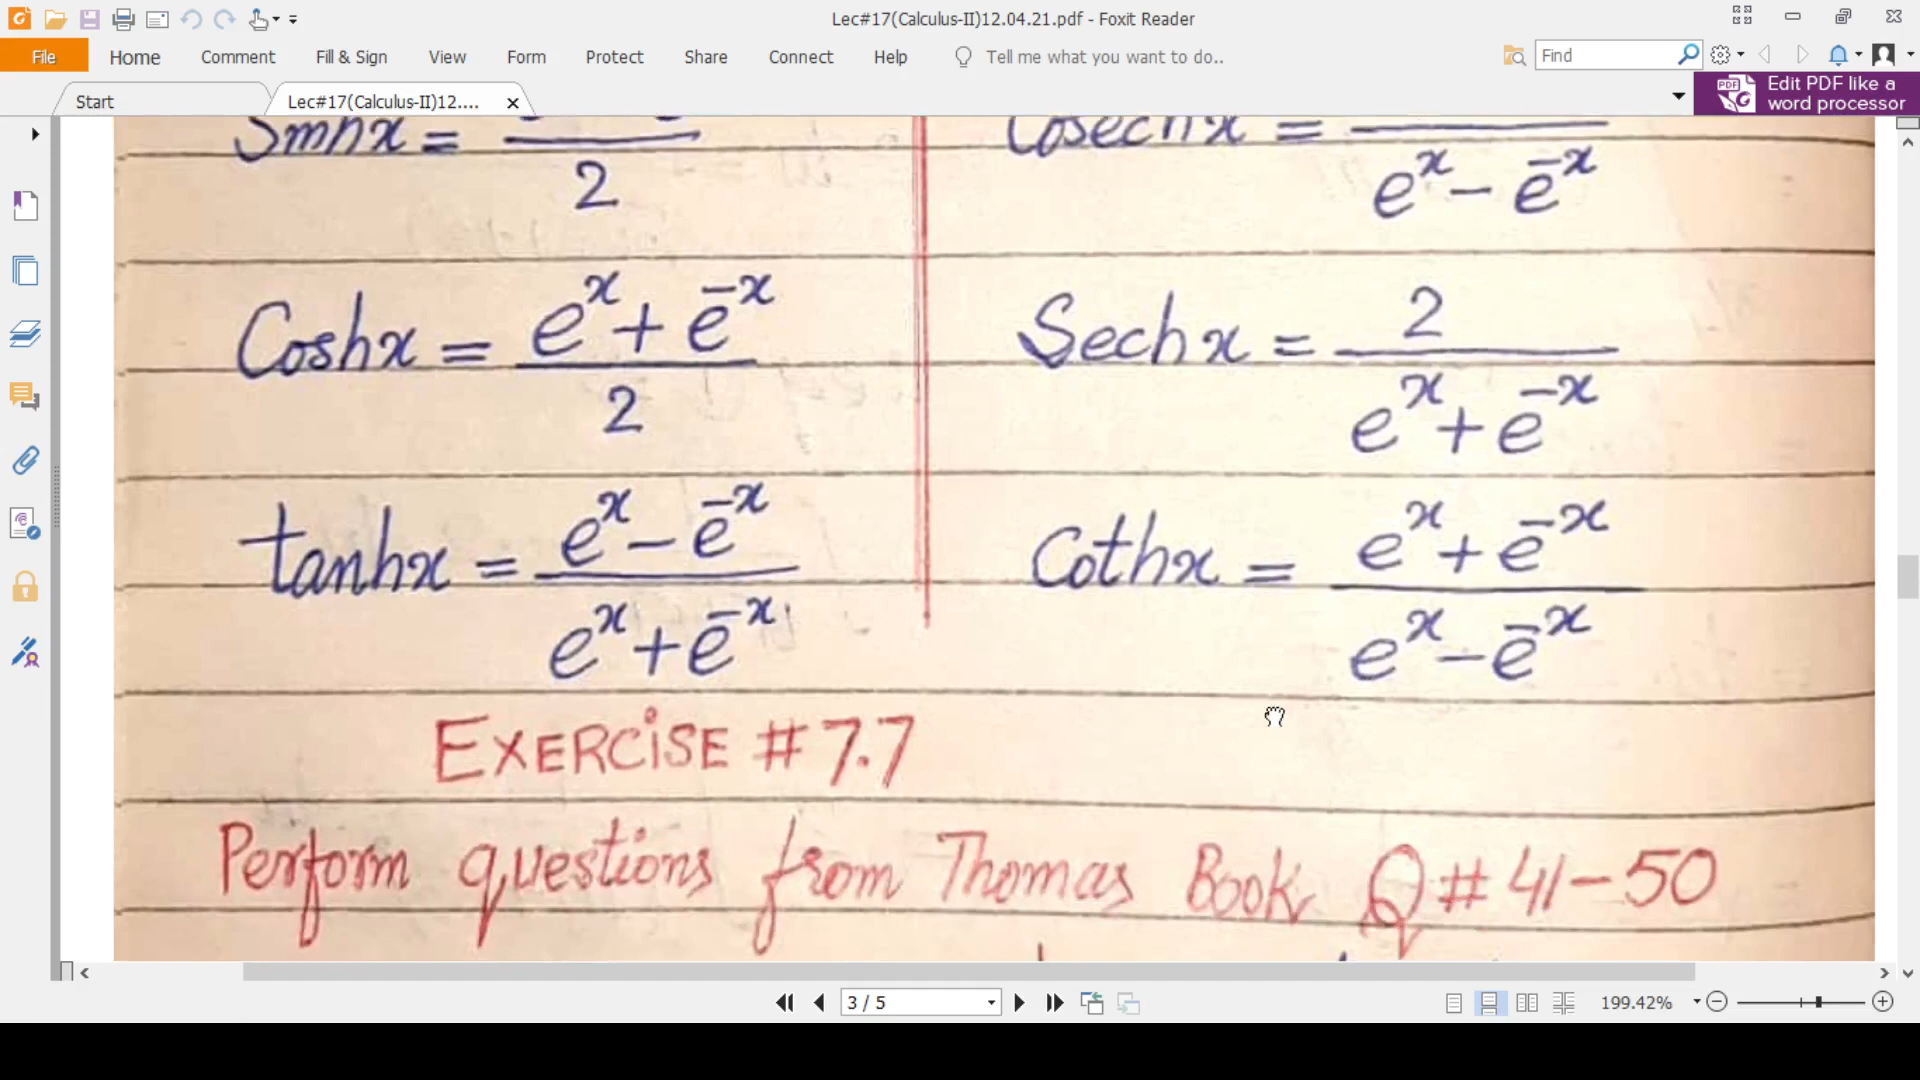 Lec#17(Calculus-II)12.04.21.pdf - Foxit Reader
File Home Comment Fill & Sign View Form Protect Share Connect Help Tell me what you want to do.. Find
Start Lec#17(Calculus-II)12.... Edit PDF like a
word processor
Sinhx = 2
Cosechx = e^x - e^-x
Coshx = e^x + e^-x / 2
Sechx = 2 / e^x + e^-x
tanhx = e^x - e^-x / e^x + e^-x
Cothx = e^x + e^-x / e^x - e^-x
EXERCISE # 7.7
Perform questions from Thomas Book Q # 41-50
3 / 5 199.42%